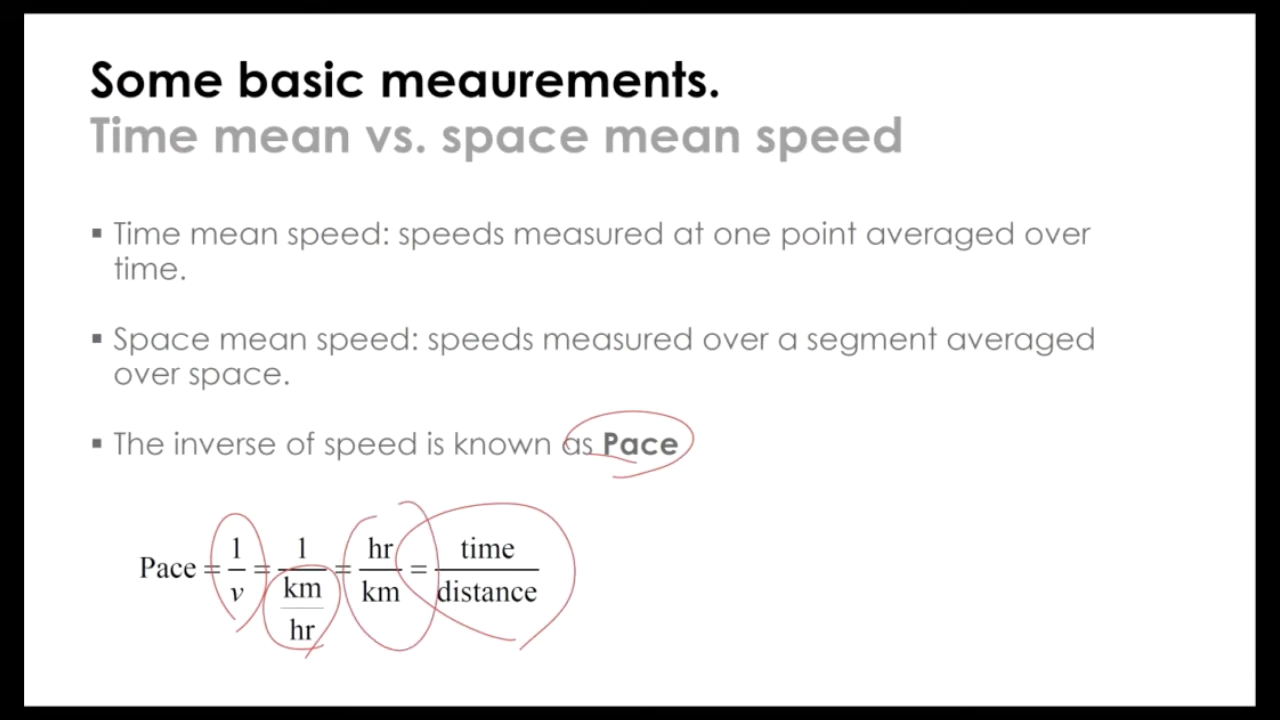 Some basic meaurements.
Time mean vs. space mean speed
▪ Time mean speed: speeds measured at one point averaged over
time.
▪ Space mean speed: speeds measured over a segment averaged
over space.
▪ The inverse of speed is known as Pace
Pace = 1/v = 1/(km/hr) = hr/km = time/distance